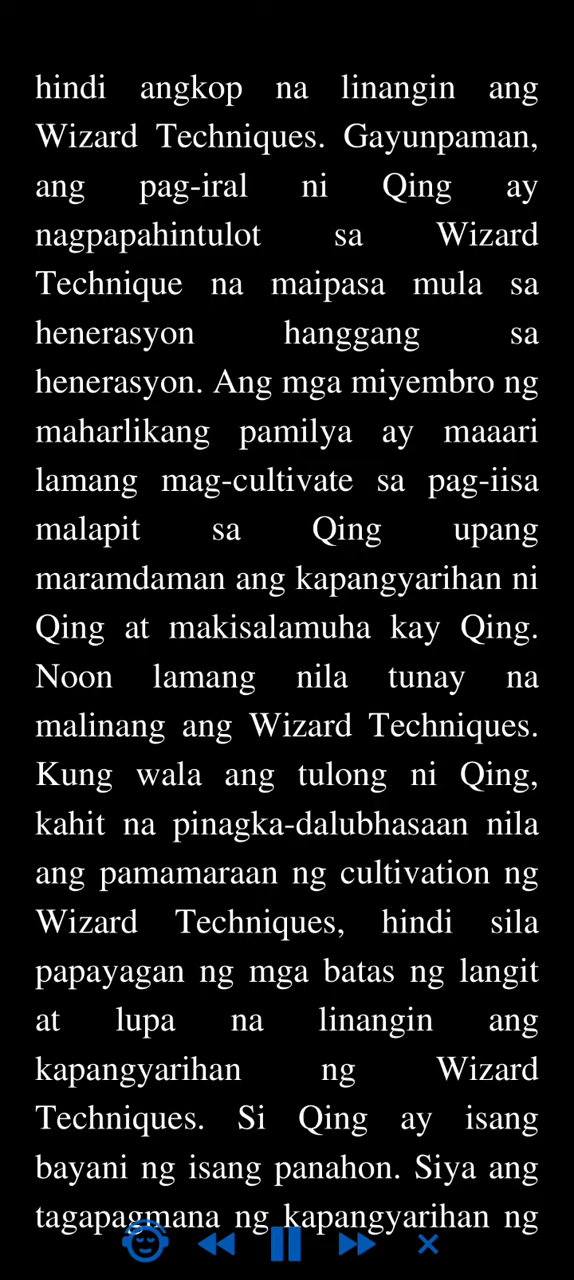 hindi angkop na linangin ang
Wizard Techniques. Gayunpaman,
ang pag-iral ni Qing ay
nagpapahintulot sa Wizard
Technique na maipasa mula sa
henerasyon hanggang sa
henerasyon. Ang mga miyembro ng
maharlikang pamilya ay maaari
lamang mag-cultivate sa pag-iisa
malapit sa Qing upang
maramdaman ang kapangyarihan ni
Qing at makisalamuha kay Qing.
Noon lamang nila tunay na
malinang ang Wizard Techniques.
Kung wala ang tulong ni Qing,
kahit na pinagka-dalubhasaan nila
ang pamamaraan ng cultivation ng
Wizard Techniques, hindi sila
papayagan ng mga batas ng langit
at lupa na linangin ang
kapangyarihan ng Wizard
Techniques. Si Qing ay isang
bayani ng isang panahon. Siya ang
tagapagmana ng kapangyarihan ng